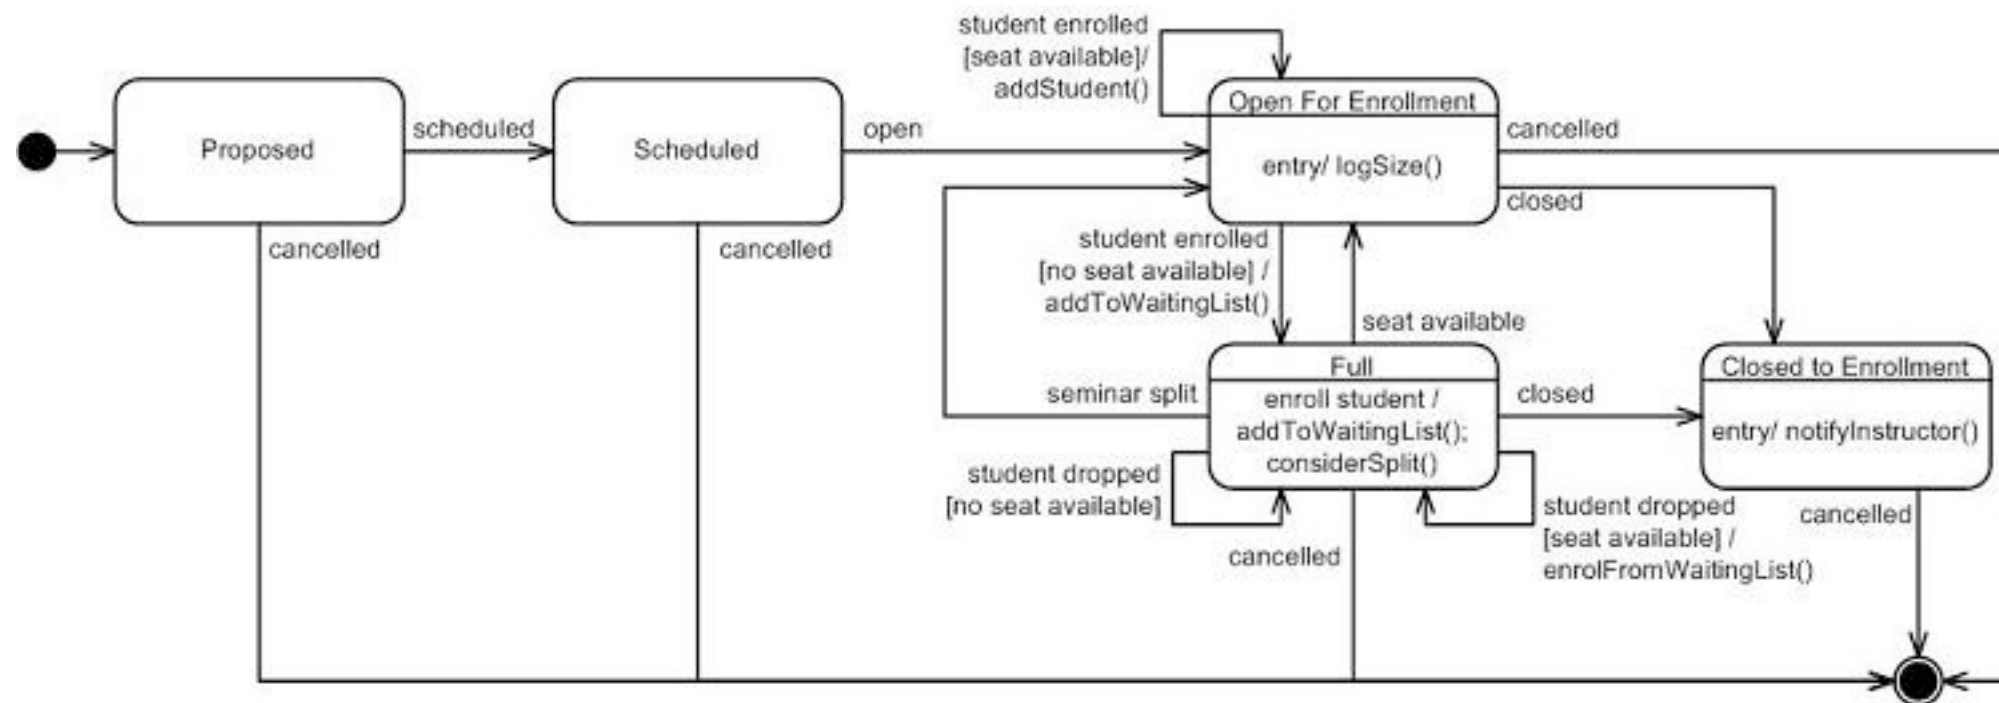 student enrolled
[seat available]/
addStudent()
Proposed
scheduled
Scheduled
open
Open For Enrollment
entry/ logSize()
cancelled
closed
cancelled
cancelled
student enrolled
[no seat available] /
addToWaitingList()
seat available
Full
enroll student /
addToWaitingList();
considerSplit()
seminar split
closed
Closed to Enrollment
entry/ notifyInstructor()
student dropped
[no seat available]
cancelled
student dropped
[seat available] /
enrolFromWaitingList()
cancelled